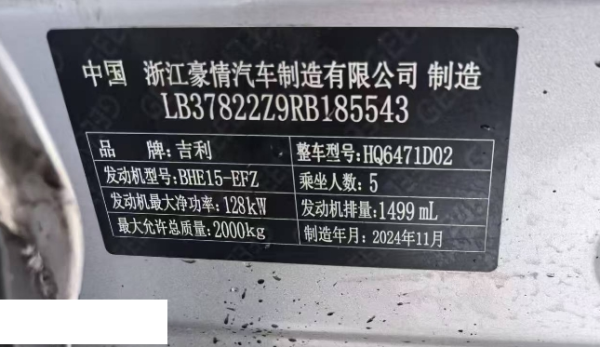 中国 浙江豪情汽车制造有限公司 制造
LB37822Z9RB185543
品 牌:吉利 整车型号:HQ6471D02
发动机型号:BHE15-EFZ 乘坐人数:5
发动机最大净功率:128kW 发动机排量:1499mL
最大允许总质量:2000kg 制造年月:2024年11月